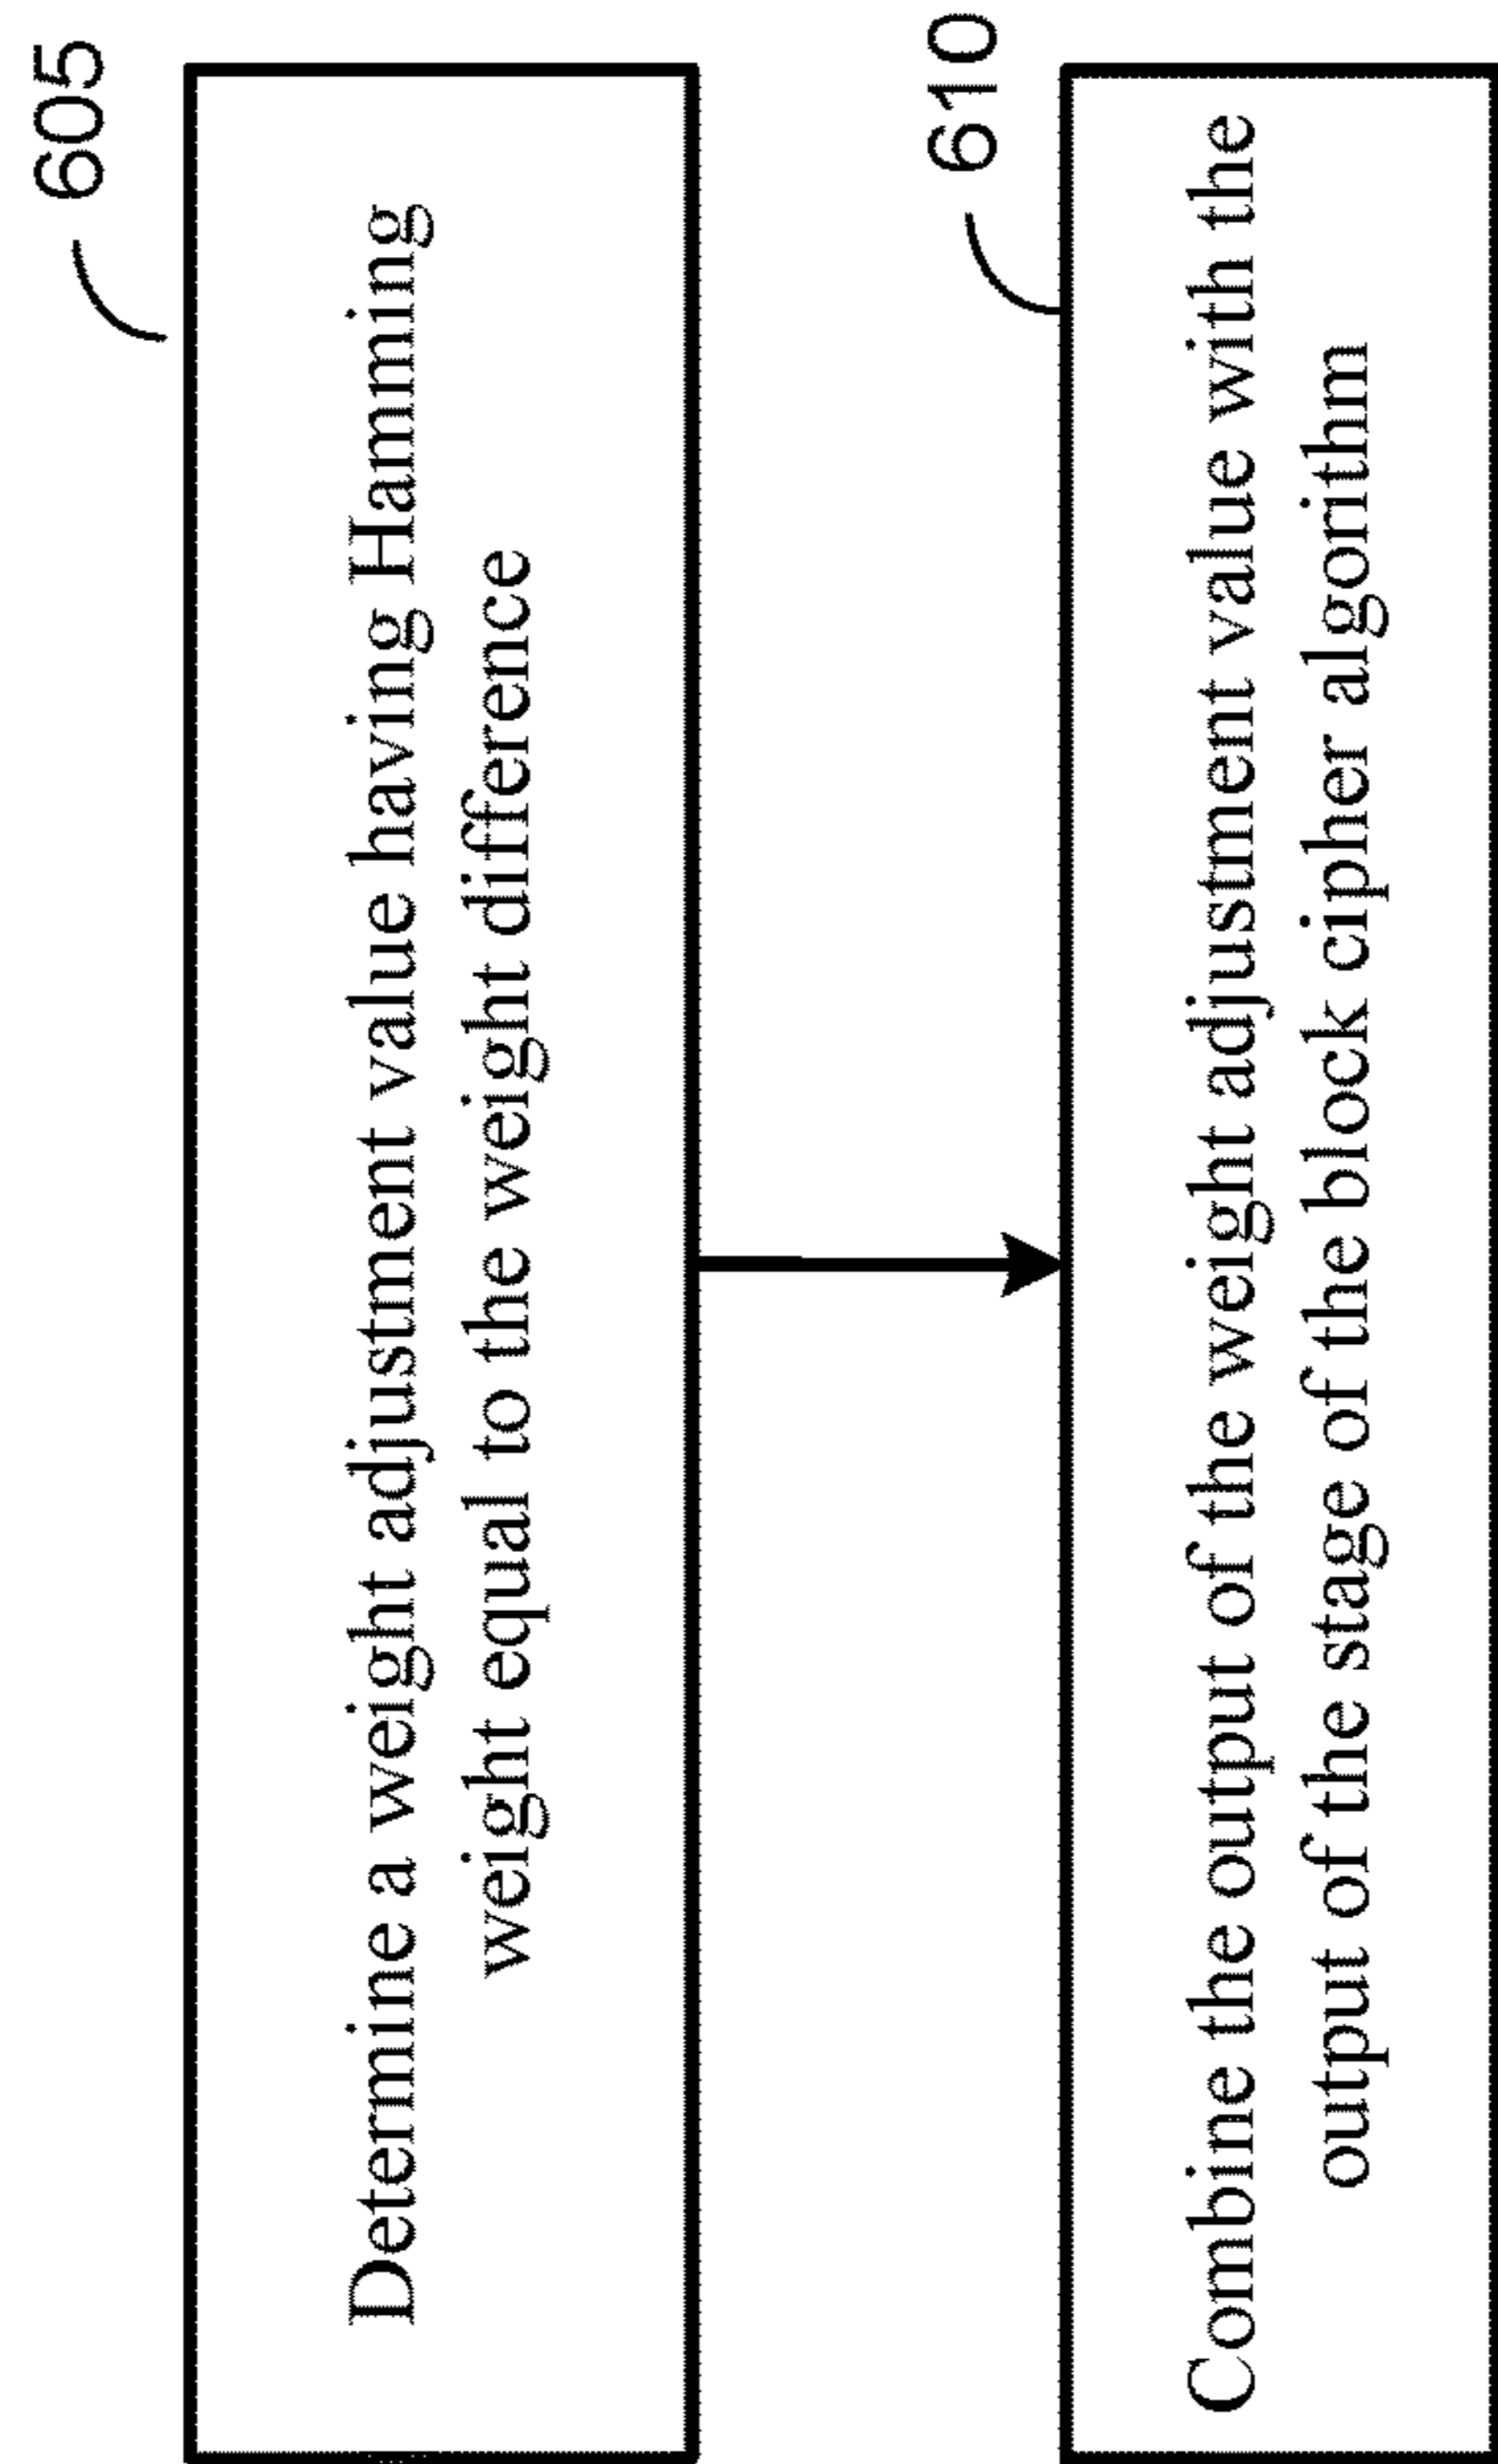 605
Determine a weight adjustment value having Hamming
weight equal to the weight difference
610
Combine the output of the weight adjustment value with the
output of the stage of the block cipher algorithm